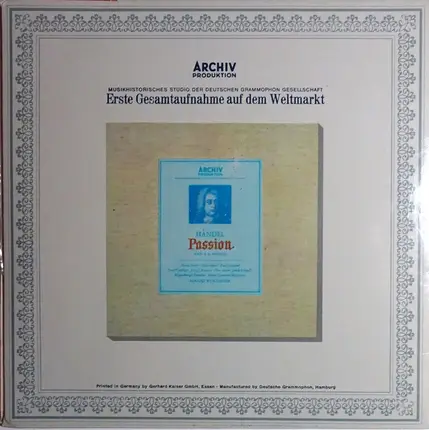 ARCHIV
PRODUKTION
MUSIKHISTORISCHES STUDIO DER DEUTSCHEN GRAMMOPHON GESELLSCHAFT
Erste Gesamtaufnahme auf dem Weltmarkt
ARCHIV
PRODUKTION
HÄNDEL
Passion
Printed in Germany by Gerhard Kaiser GmbH, Essen · Manufactured by Deutsche Grammophon, Hamburg